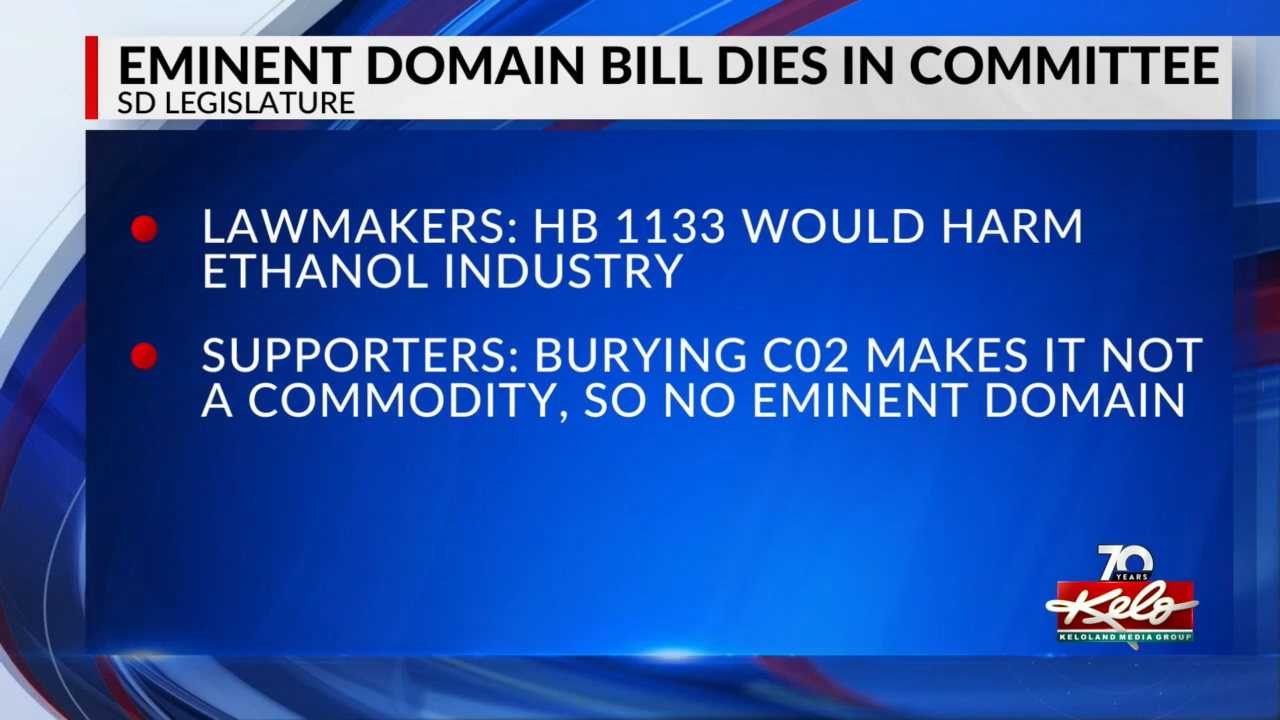 EMINENT DOMAIN BILL DIES IN COMMITTEE
SD LEGISLATURE
LAWMAKERS: HB 1133 WOULD HARM
ETHANOL INDUSTRY
SUPPORTERS: BURYING C02 MAKES IT NOT
A COMMODITY, SO NO EMINENT DOMAIN
70
YEARS
Kelo
KELOLAND MEDIA GROUP